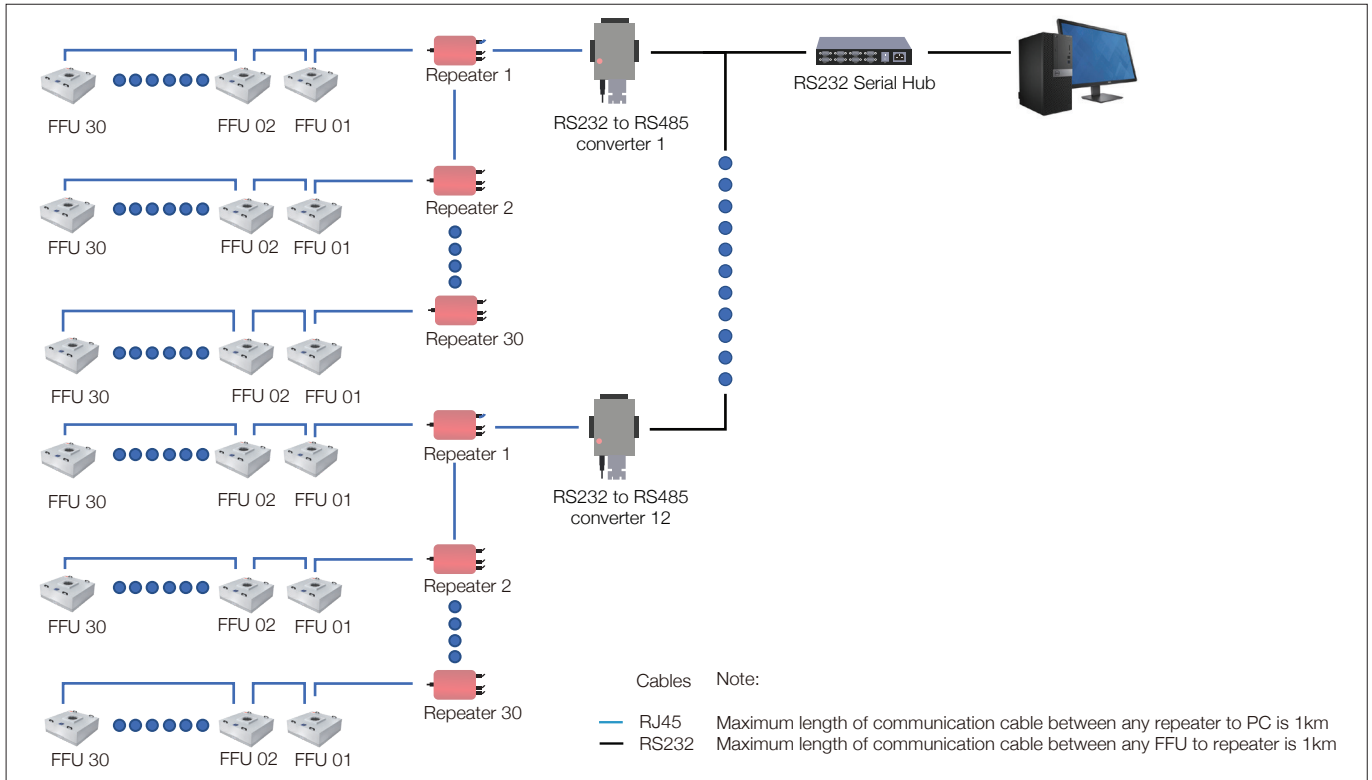 Repeater 1
RS232 Serial Hub
FFU 30
FFU 02
FFU 01
RS232 to RS485
converter 1
Repeater 2
FFU 30
FFU 02
FFU 01
Repeater 30
FFU 30
FFU 02
FFU 01
Repeater 1
FFU 30
FFU 02
FFU 01
RS232 to RS485
converter 12
Repeater 2
FFU 30
FFU 02
FFU 01
Repeater 30
FFU 30
FFU 02
FFU 01
Cables Note:
RJ45 Maximum length of communication cable between any repeater to PC is 1km
RS232 Maximum length of communication cable between any FFU to repeater is 1km